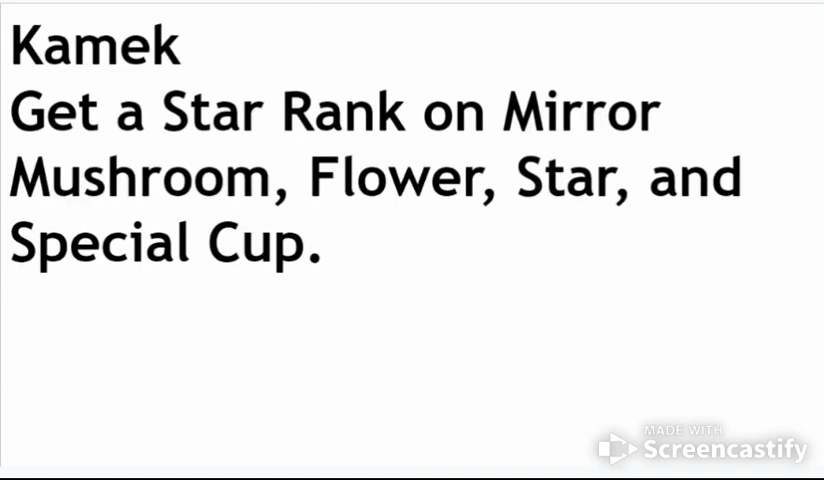 Kamek
Get a Star Rank on Mirror
Mushroom, Flower, Star, and
Special Cup.
MADE WITH
Screencastify